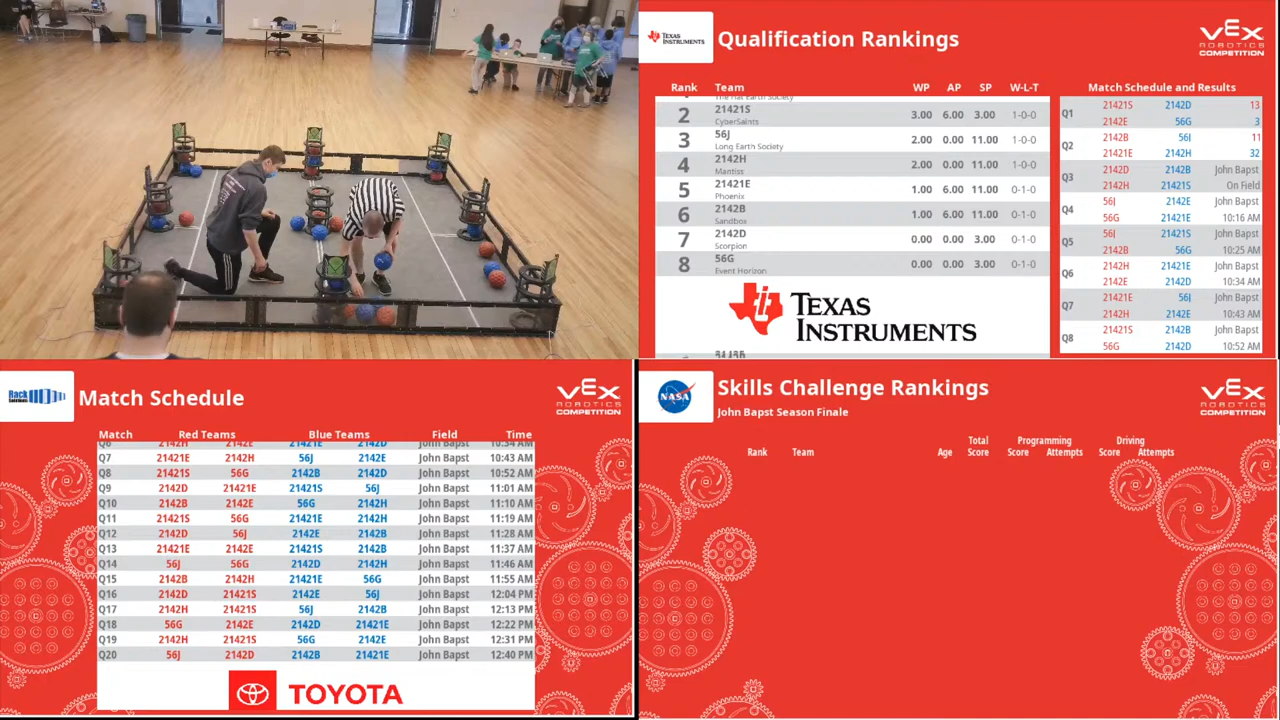 TEXAS INSTRUMENTS
Qualification Rankings
VEX ROBOTICS COMPETITION
Rank Team WP AP SP W-L-T
The Flat Earth Society
2 21421S 3.00 6.00 3.00 1-0-0
CyberSaints
3 56J 2.00 0.00 11.00 1-0-0
Long Earth Society
4 2142H 2.00 0.00 11.00 1-0-0
Mantiss
5 21421E 1.00 6.00 11.00 0-1-0
Phoenix
6 2142B 1.00 6.00 11.00 0-1-0
Sandbox
7 2142D 0.00 0.00 3.00 0-1-0
Scorpion
8 56G 0.00 0.00 3.00 0-1-0
Event Horizon
TEXAS INSTRUMENTS
Match Schedule and Results
Q1 21421S 2142D 13
2142E 56G 3
Q2 2142B 56J 11
21421E 2142H 32
Q3 2142D 2142B John Bapst
2142H 21421S On Field
Q4 56J 2142E John Bapst
56G 21421E 10:16 AM
Q5 56J 21421S John Bapst
2142B 56G 10:25 AM
Q6 2142H 21421E John Bapst
2142E 2142D 10:34 AM
Q7 21421E 56J John Bapst
2142H 2142E 10:43 AM
Q8 21421S 2142B John Bapst
56G 2142D 10:52 AM
Rack Solutions
Match Schedule
VEX ROBOTICS COMPETITION
Match Red Teams Blue Teams Field Time
Q6 2142H 2142E 21421E 2142D John Bapst 10:34 AM
Q7 21421E 2142H 56J 2142E John Bapst 10:43 AM
Q8 21421S 56G 2142B 2142D John Bapst 10:52 AM
Q9 2142D 21421E 21421S 56J John Bapst 11:01 AM
Q10 2142B 2142E 56G 2142H John Bapst 11:10 AM
Q11 21421S 56G 21421E 2142H John Bapst 11:19 AM
Q12 2142D 56J 2142E 2142B John Bapst 11:28 AM
Q13 21421E 2142E 21421S 2142B John Bapst 11:37 AM
Q14 56J 56G 2142D 2142H John Bapst 11:46 AM
Q15 2142B 2142H 21421E 56G John Bapst 11:55 AM
Q16 2142D 21421S 2142E 56J John Bapst 12:04 PM
Q17 2142H 21421S 56J 2142B John Bapst 12:13 PM
Q18 56G 2142E 2142D 21421E John Bapst 12:22 PM
Q19 2142H 21421S 56G 2142E John Bapst 12:31 PM
Q20 56J 2142D 2142B 21421E John Bapst 12:40 PM
TOYOTA
NASA
Skills Challenge Rankings
John Bapst Season Finale
VEX ROBOTICS COMPETITION
Total Programming Driving
Rank Team Age Score Score Attempts Score Attempts